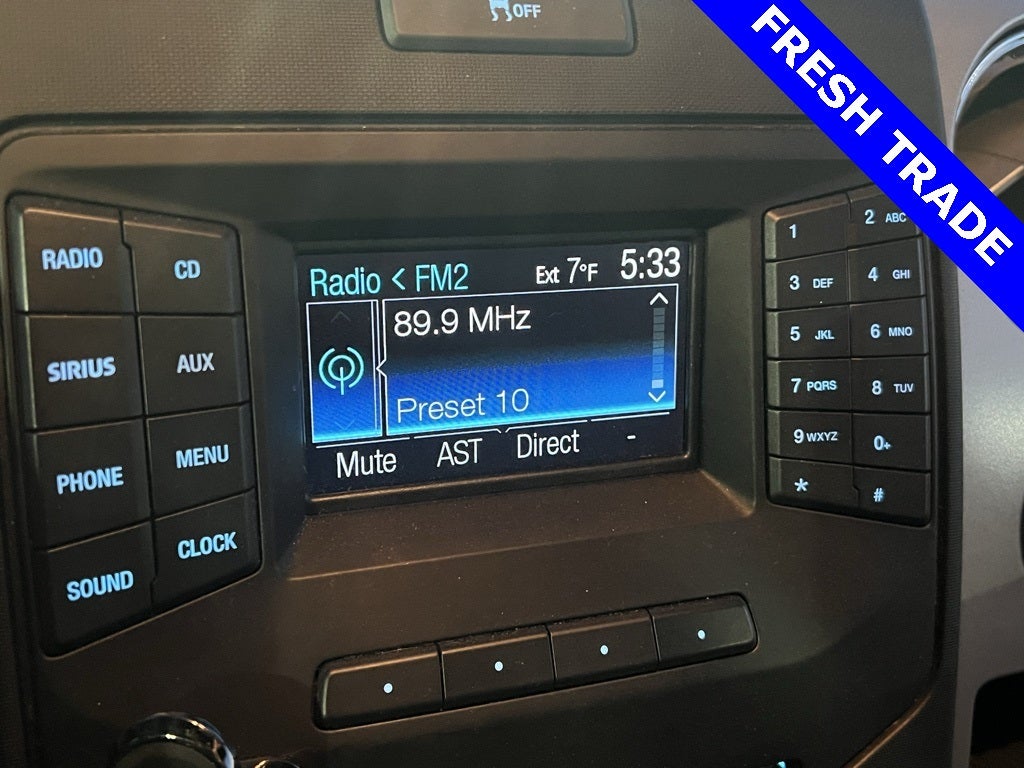 OFF
FRESH TRADE
RADIO
CD
SIRIUS
AUX
PHONE
MENU
SOUND
CLOCK
Radio < FM2
Ext 7°F
5:33
89.9 MHz
Preset 10
Mute AST Direct -
1
2 ABC
3 DEF
4 GHI
5 JKL
6 MNO
7 PQRS
8 TUV
9 WXYZ
0+
*
#